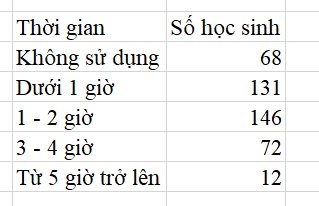 Thời gian Số học sinh
Không sử dụng 68
Dưới 1 giờ 131
1 - 2 giờ 146
3 - 4 giờ 72
Từ 5 giờ trở lên 12